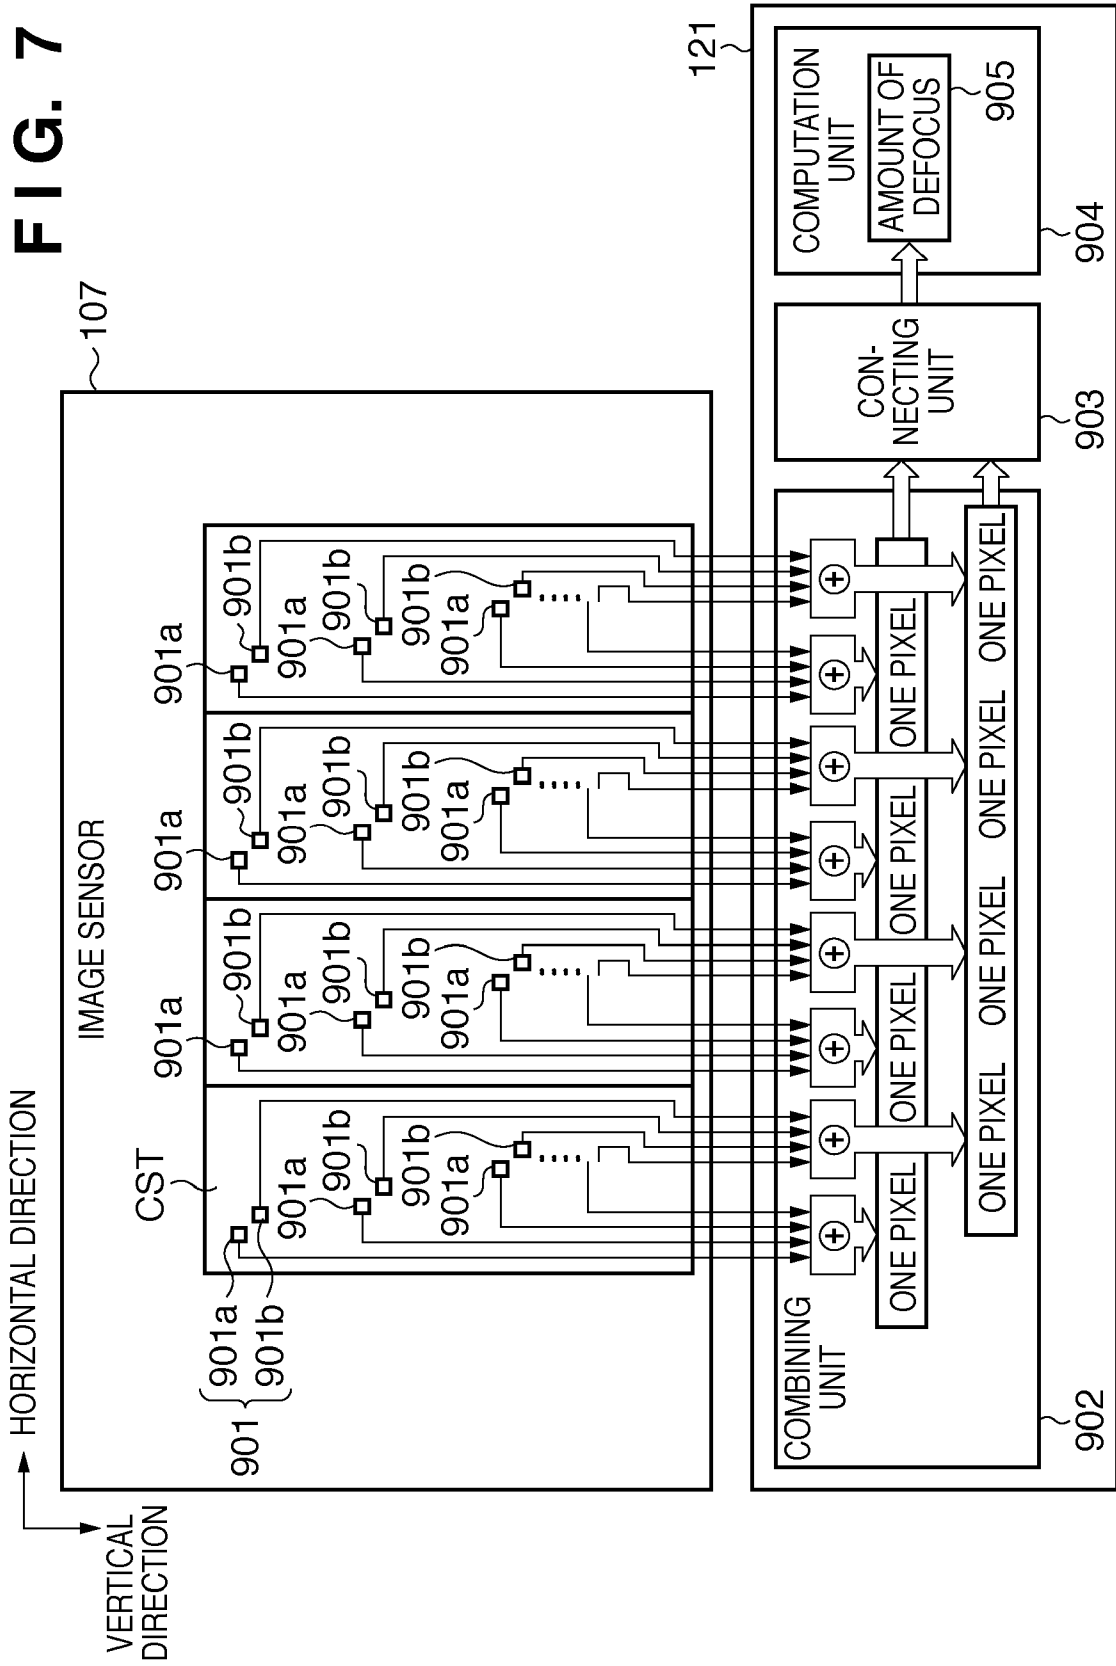 FIG. 7
HORIZONTAL DIRECTION
VERTICAL
DIRECTION
107
IMAGE SENSOR
CST
901a
901a
901a
901a
901b
901b
901b
901b
901
901a
901b
901a
901b
901a
901b
901a
901b
901a
901b
901a
901b
901a
901b
901a
901b
121
COMBINING
UNIT
ONE PIXEL
ONE PIXEL
ONE PIXEL
ONE PIXEL
ONE PIXEL
ONE PIXEL
ONE PIXEL
ONE PIXEL
902
CON-
NECTING
UNIT
903
COMPUTATION
UNIT
AMOUNT OF
DEFOCUS
905
904